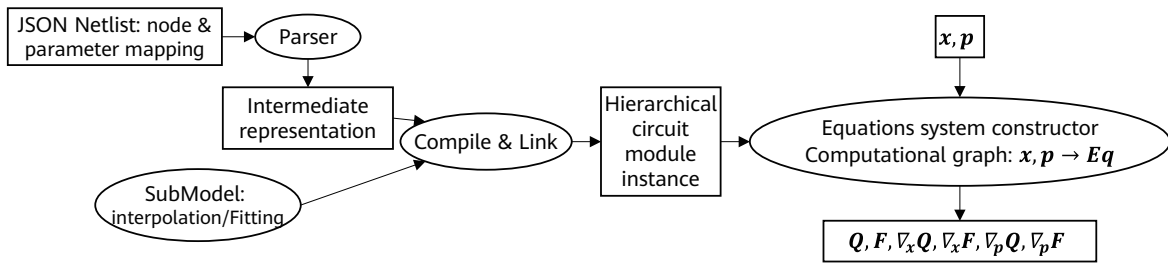 JSON Netlist: node &
parameter mapping
Parser
Intermediate
representation
SubModel:
interpolation/Fitting
Compile & Link
Hierarchical
circuit
module
instance
x, p
Equations system constructor
Computational graph: x, p → Eq
Q, F, ∇ₓQ, ∇ₓF, ∇ₚQ, ∇ₚF